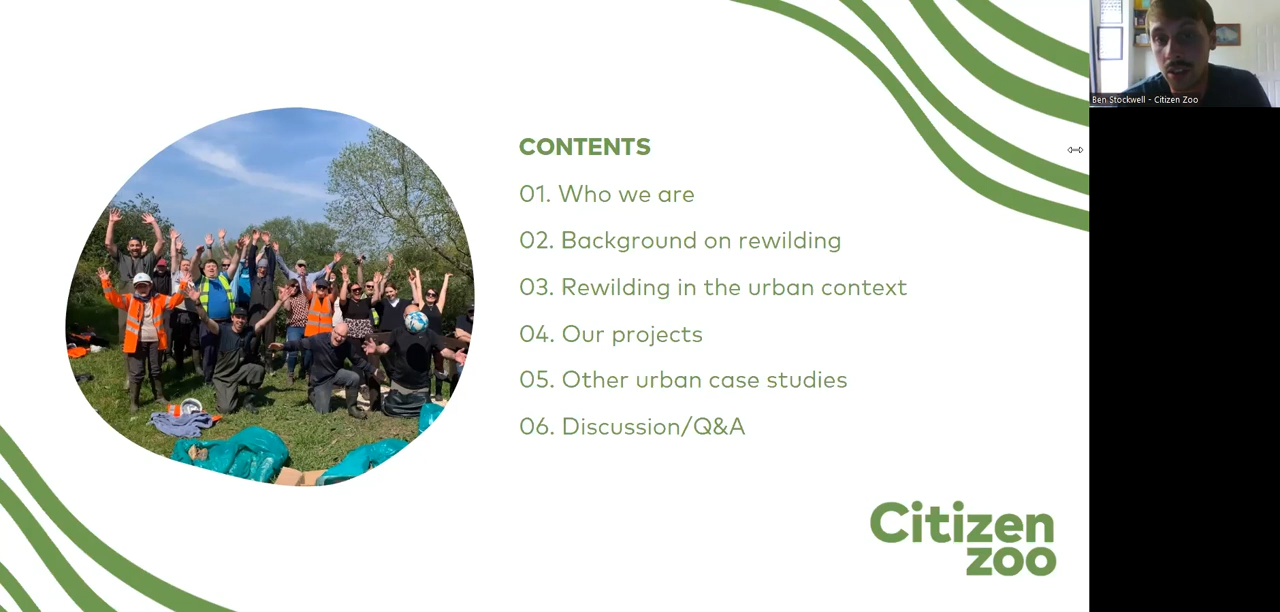 CONTENTS
01. Who we are
02. Background on rewilding
03. Rewilding in the urban context
04. Our projects
05. Other urban case studies
06. Discussion/Q&A
Citizen
zoo
Ben Stockwell - Citizen Zoo